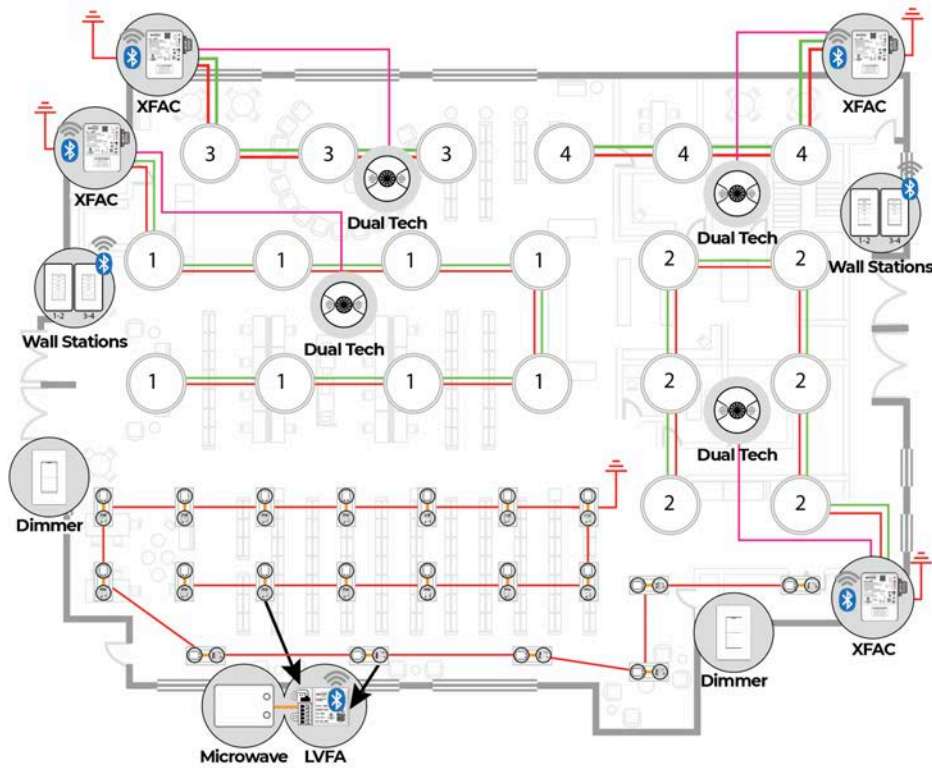 XFAC
XFAC
3
3
3
4
4
4
XFAC
Dual Tech
Dual Tech
1-2
3-4
Wall Stations
1
1
1
1
2
2
1-2
3-4
Wall Stations
Dual Tech
1
1
1
1
2
2
Dual Tech
Dimmer
2
2
XFAC
Dimmer
Microwave
LVFA